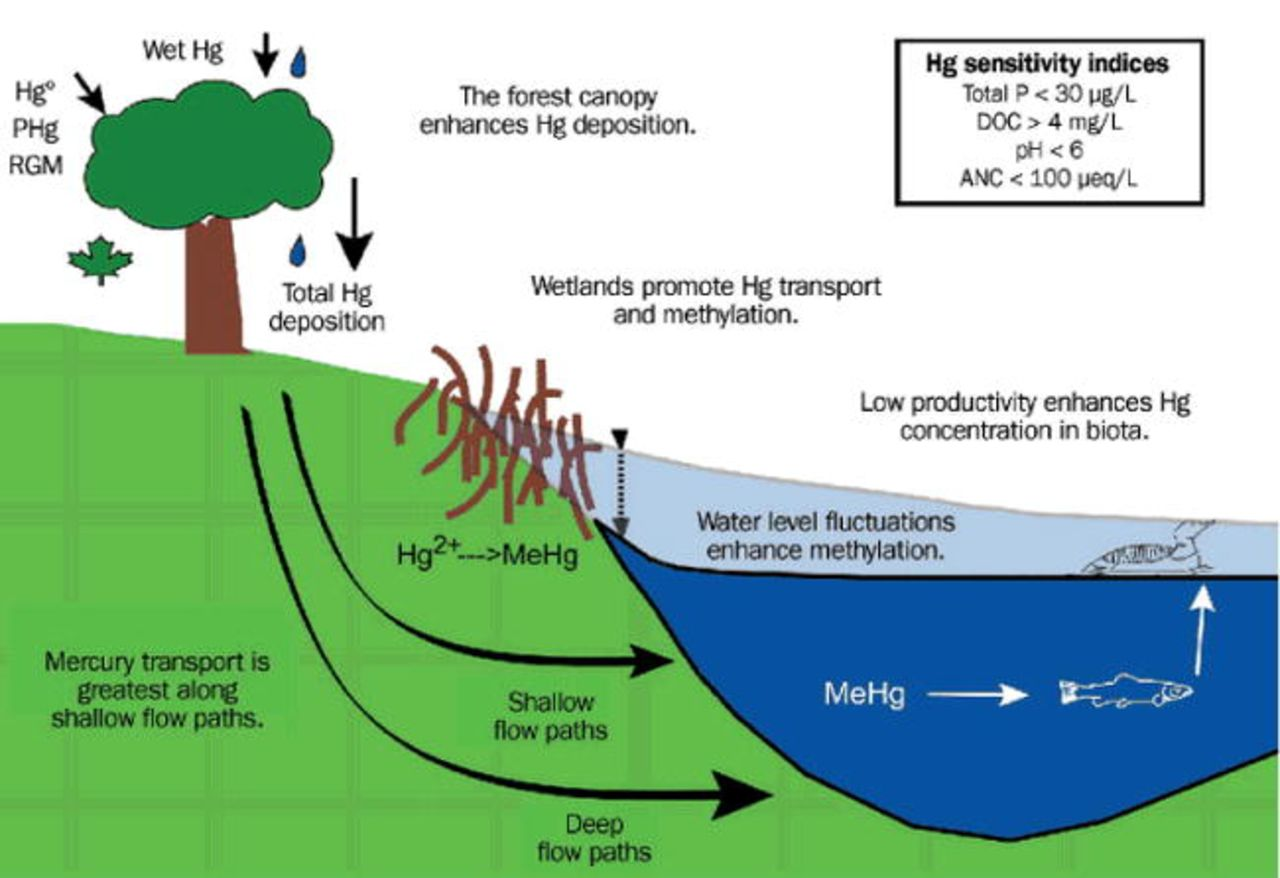 Wet Hg
Hg°
PHg
RGM
The forest canopy
enhances Hg deposition.
Hg sensitivity indices
Total P < 30 µg/L
DOC > 4 mg/L
pH < 6
ANC < 100 µeq/L
Total Hg
deposition
Wetlands promote Hg transport
and methylation.
Low productivity enhances Hg
concentration in biota.
Water level fluctuations
enhance methylation.
Hg2+--->MeHg
Mercury transport is
greatest along
shallow flow paths.
Shallow
flow paths
MeHg
Deep
flow paths